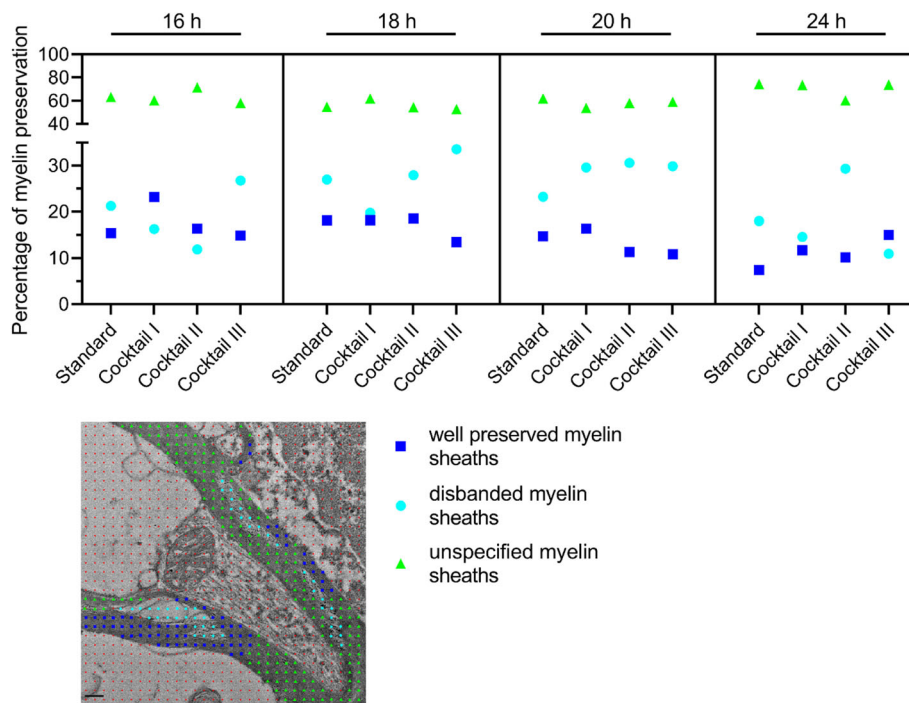 16 h 18 h 20 h 24 h
Percentage of myelin preservation
100
80
60
40
30
20
10
0
Standard Cocktail I Cocktail II Cocktail III Standard Cocktail I Cocktail II Cocktail III Standard Cocktail I Cocktail II Cocktail III Standard Cocktail I Cocktail II Cocktail III
well preserved myelin
sheaths
disbanded myelin
sheaths
unspecified myelin
sheaths